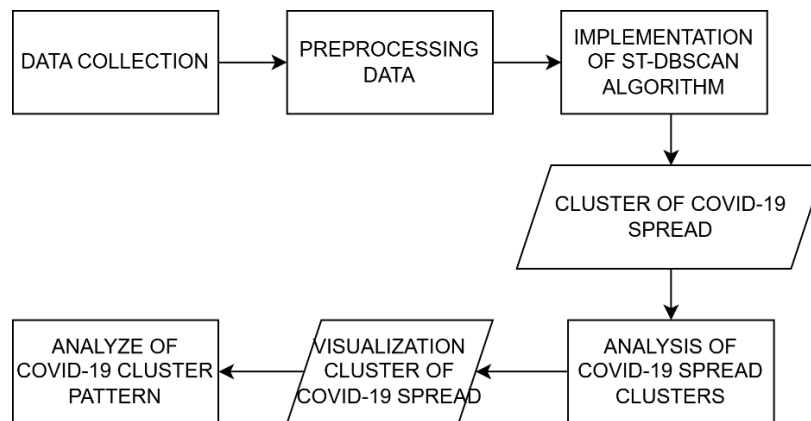 DATA COLLECTION
PREPROCESSING
DATA
IMPLEMENTATION
OF ST-DBSCAN
ALGORITHM
CLUSTER OF COVID-19
SPREAD
ANALYSIS OF
COVID-19 SPREAD
CLUSTERS
VISUALIZATION
CLUSTER OF
COVID-19 SPREAD
ANALYZE OF
COVID-19 CLUSTER
PATTERN